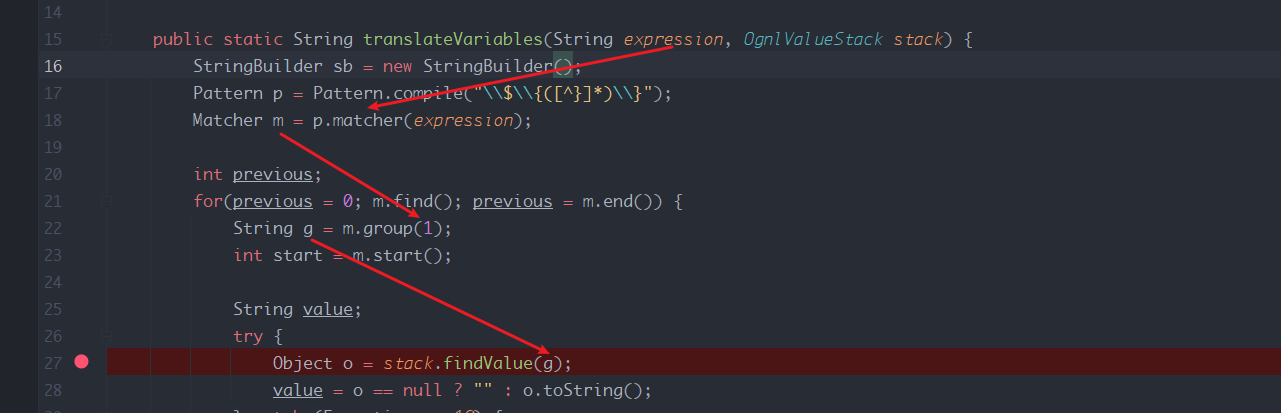 14
15 public static String translateVariables(String expression, OgnlValueStack stack) {
16 StringBuilder sb = new StringBuilder();
17 Pattern p = Pattern.compile("\\$\\{([^}]*)\\}");
18 Matcher m = p.matcher(expression);
19
20 int previous;
21 for(previous = 0; m.find(); previous = m.end()) {
22 String g = m.group(1);
23 int start = m.start();
24
25 String value;
26 try {
27 Object o = stack.findValue(g);
28 value = o == null ? "" : o.toString();